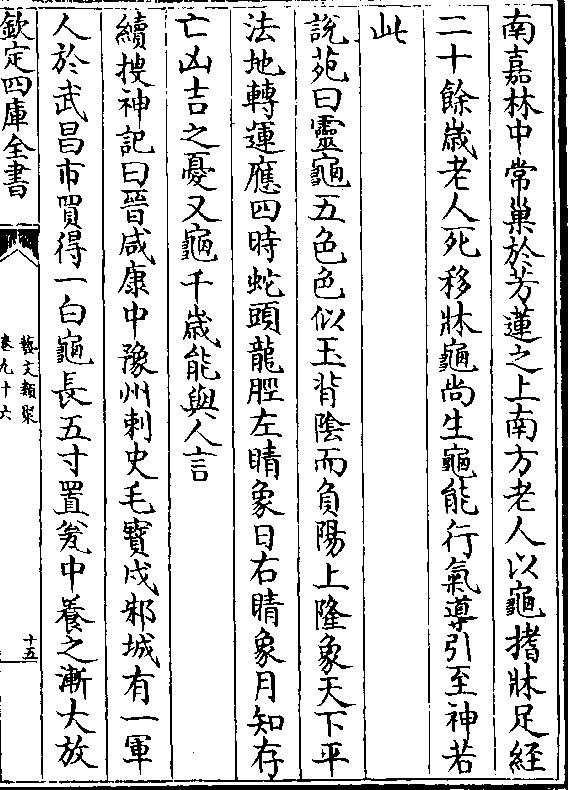 南嘉林中常巢於芳蓮之上南方老人以龜搘牀足經
二十餘歲老人死移牀龜尚生龜能行氣導引至神若
此
說苑曰靈龜五色色似玉背陰而負陽上隆象天下平
法地轉運應四時蛇頭龍脛左睛象日右睛象月知存
亡凶吉之憂又龜千歲能與人言
續搜神記曰晉咸康中豫州刺史毛寶戍邾城有一軍
人於武昌市買得一白龜長五寸置瓮中養之漸大放
欽定四庫全書
藝文類聚
卷九十六
十五